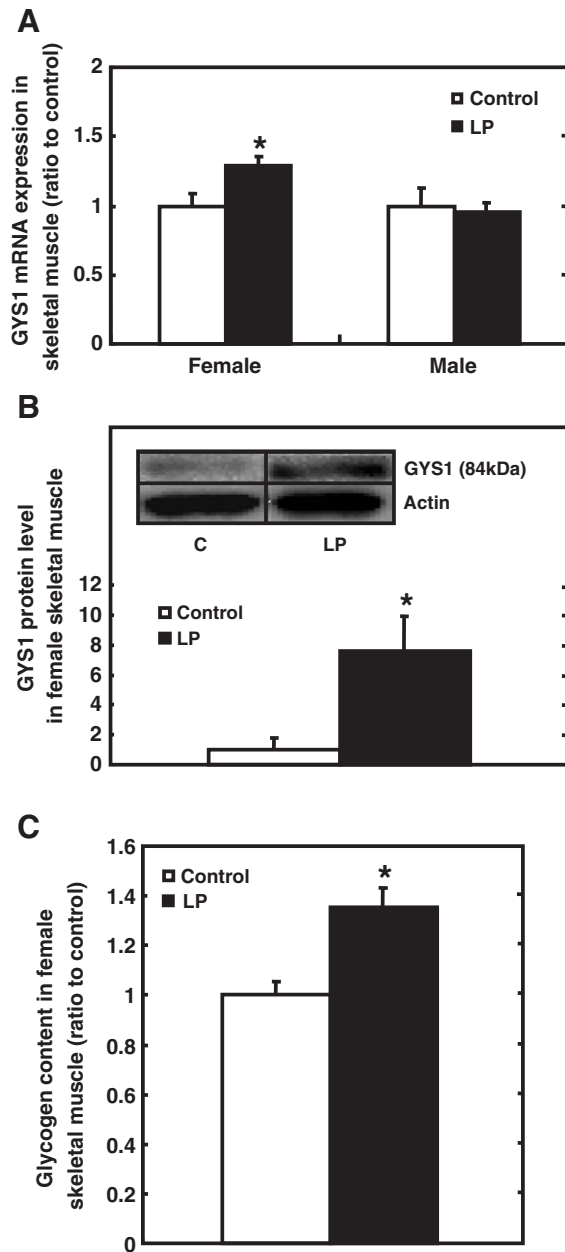 A
GYS1 mRNA expression in
skeletal muscle (ratio to control)
2
1.5
1
0.5
0
Control
LP
*
Female
Male
B
GYS1 protein level
in female skeletal muscle
GYS1 (84kDa)
Actin
C
LP
12
10
8
6
4
2
0
Control
LP
*
C
Glycogen content in female
skeletal muscle (ratio to control)
1.6
1.4
1.2
1
0.8
0.6
0.4
0.2
0
Control
LP
*